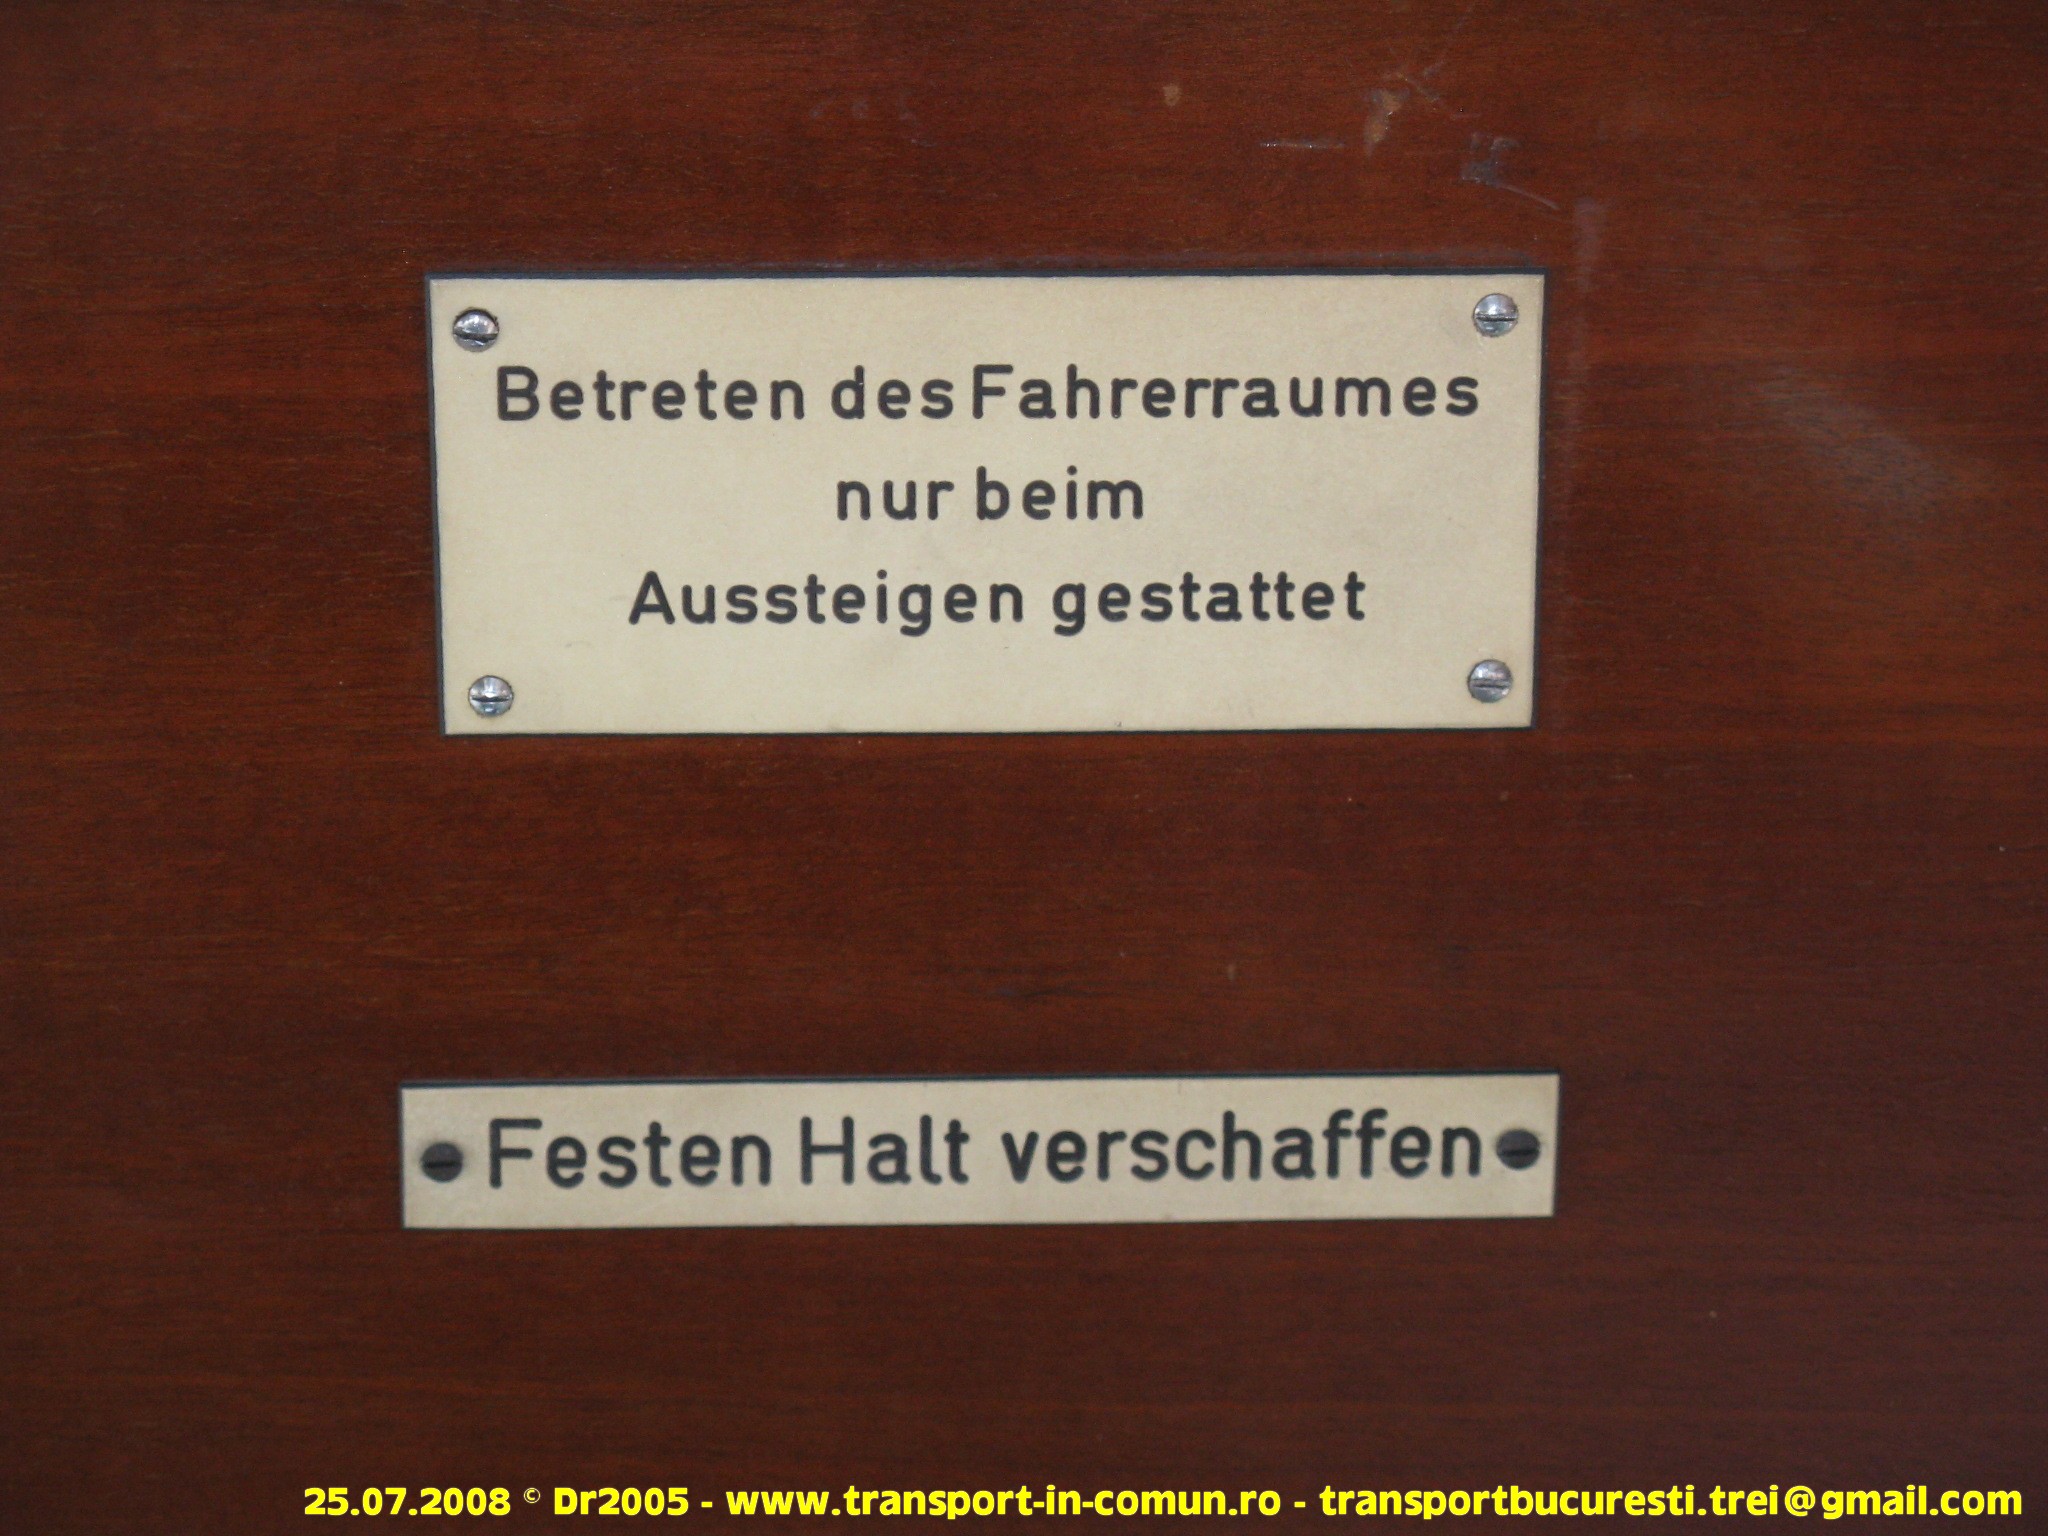 Betreten des Fahrerraumes
nur beim
Aussteigen gestattet
Festen Halt verschaffen
25.07.2008 © Dr2005 - www.transport-in-comun.ro - transportbucuresti.trei@gmail.com